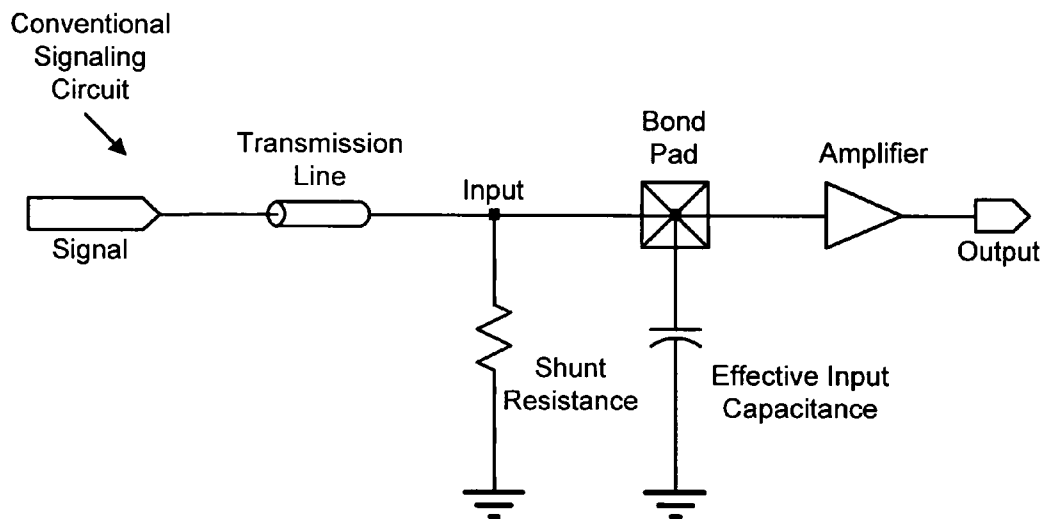 Conventional
Signaling
Circuit
Transmission
Line
Input
Bond
Pad
Amplifier
Signal
Output
Shunt
Resistance
Effective Input
Capacitance